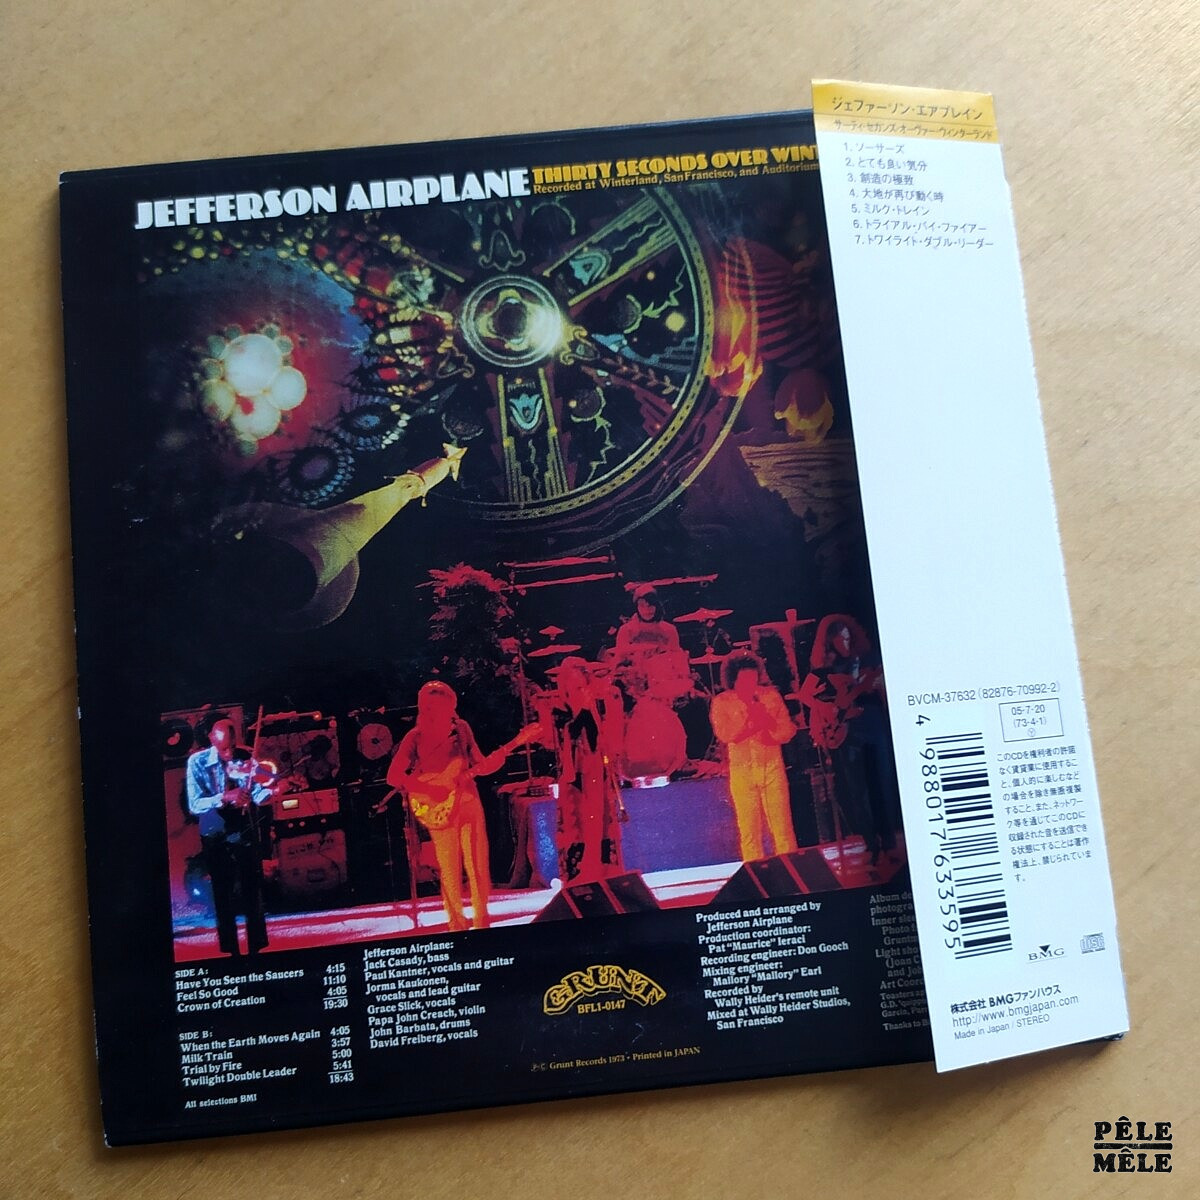 JEFFERSON AIRPLANE
THIRTY SECONDS OVER
Recorded at Winterland, San Francisco, and Auditorium
SIDE A:
Have You Seen the Saucers 4:15
Feel So Good 11:10
Crown of Creation 4:05
19:30
SIDE B:
When the Earth Moves Again 4:05
Milk Train 3:57
Trial by Fire 5:00
Twilight Double Leader 5:41
18:43
All selections BMI
Jefferson Airplane:
Jack Casady, bass
Paul Kantner, vocals and guitar
Jorma Kaukonen,
vocals and lead guitar
Grace Slick, vocals
Papa John Creach, violin
John Barbata, drums
David Freiberg, vocals
GRUNT
BFL1-0147
Ⓟ © Grunt Records 1973 • Printed in JAPAN
Produced and arranged by
Jefferson Airplane
Production coordinator:
Pat "Maurice" Ieraci
Recording engineer: Don Gooch
Mixing engineer:
Mallory "Mallory" Earl
Recorded by
Wally Heider's remote unit
Mixed at Wally Heider Studios,
San Francisco
Album
Inner
Photo
Light
and
Art
Thanks to
ジェファーソン・エアプレイン
サーティ・セカンズ・オーヴァー・ウィンターランド
1. ソーサーズ
2. とても良い気分
3. 創造の極致
4. 大地が再び動く時
5. ミルク・トレイン
6. トライアル・バイ・ファイアー
7. トワイライト・ダブル・リーダー
BVCM-37632 (82876-70992-2)
05・7・20
(73・4・1)
Ⓨ
4 988017 633595
このCDを権利者の許諾
なく賃貸業に使用するこ
と、個人的に楽しむなど
の場合を除き無断複製
すること、また、ネットワー
ク等を通じてこのCDに
収録された音を送信でき
る状態にすることは著作
権法上、禁じられていま
す。
BMG
株式会社 BMGファンハウス
http://www.bmgjapan.com
Made in Japan / STEREO
PÊLE
MÊLE